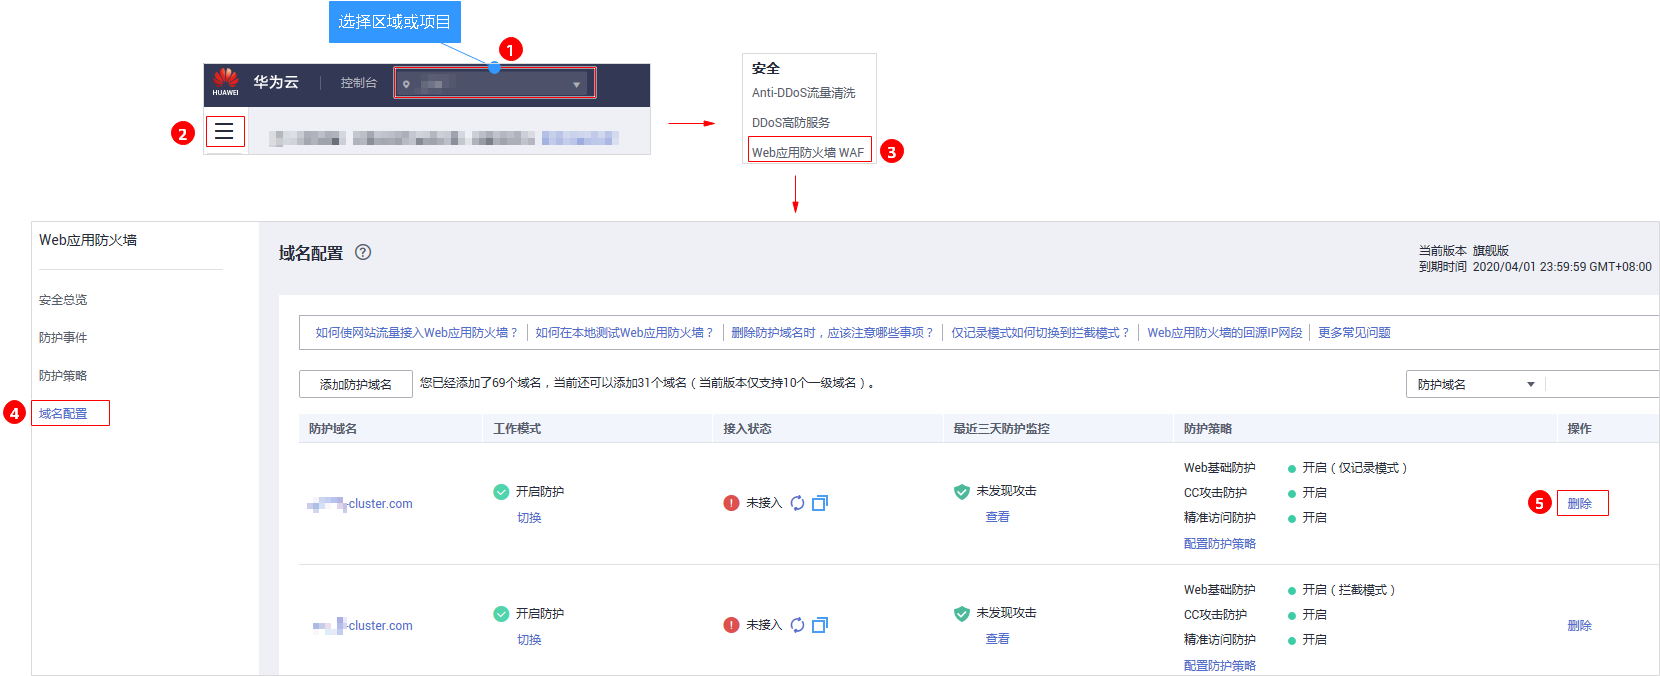 选择区域或项目
1
HUAWEI
华为云
控制台
2
安全
Anti-DDoS流量清洗
DDoS高防服务
Web应用防火墙 WAF
3
Web应用防火墙
安全总览
防护事件
防护策略
4
域名配置
域名配置 ?
当前版本 旗舰版
到期时间 2020/04/01 23:59:59 GMT+08:00
如何使网站流量接入Web应用防火墙？ 如何在本地测试Web应用防火墙？ 删除防护域名时，应该注意哪些事项？ 仅记录模式如何切换到拦截模式？ Web应用防火墙的回源IP网段 更多常见问题
添加防护域名 您已经添加了69个域名，当前还可以添加31个域名（当前版本仅支持10个一级域名）。
防护域名
防护域名 工作模式 接入状态 最近三天防护监控 防护策略 操作
-cluster.com
开启防护
切换
! 未接入
未发现攻击
查看
Web基础防护 开启（仅记录模式）
CC攻击防护 开启
精准访问防护 开启
配置防护策略
5
删除
-cluster.com
开启防护
切换
! 未接入
未发现攻击
查看
Web基础防护 开启（拦截模式）
CC攻击防护 开启
精准访问防护 开启
配置防护策略
删除